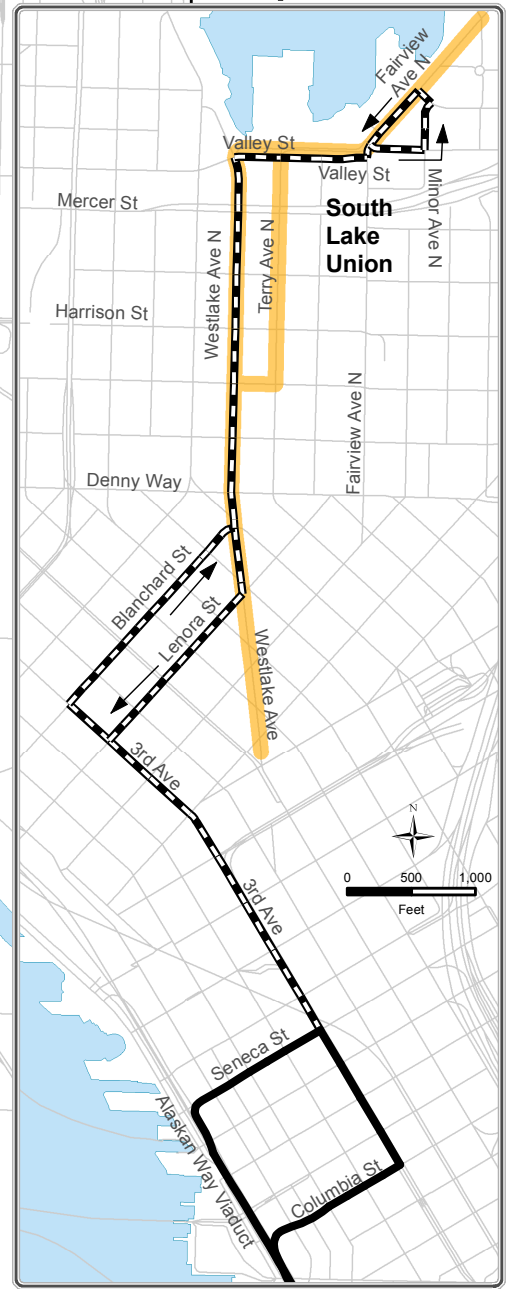 Fairview
Ave N
Valley St
Valley St
Mercer St
Minor Ave N
South
Lake
Union
Westlake Ave N
Terry Ave N
Harrison St
Fairview Ave N
Denny Way
Blanchard St
Lenora St
Westlake Ave
3rd Ave
N
0 500 1,000
Feet
3rd Ave
Seneca St
Alaskan Way Viaduct
Columbia St